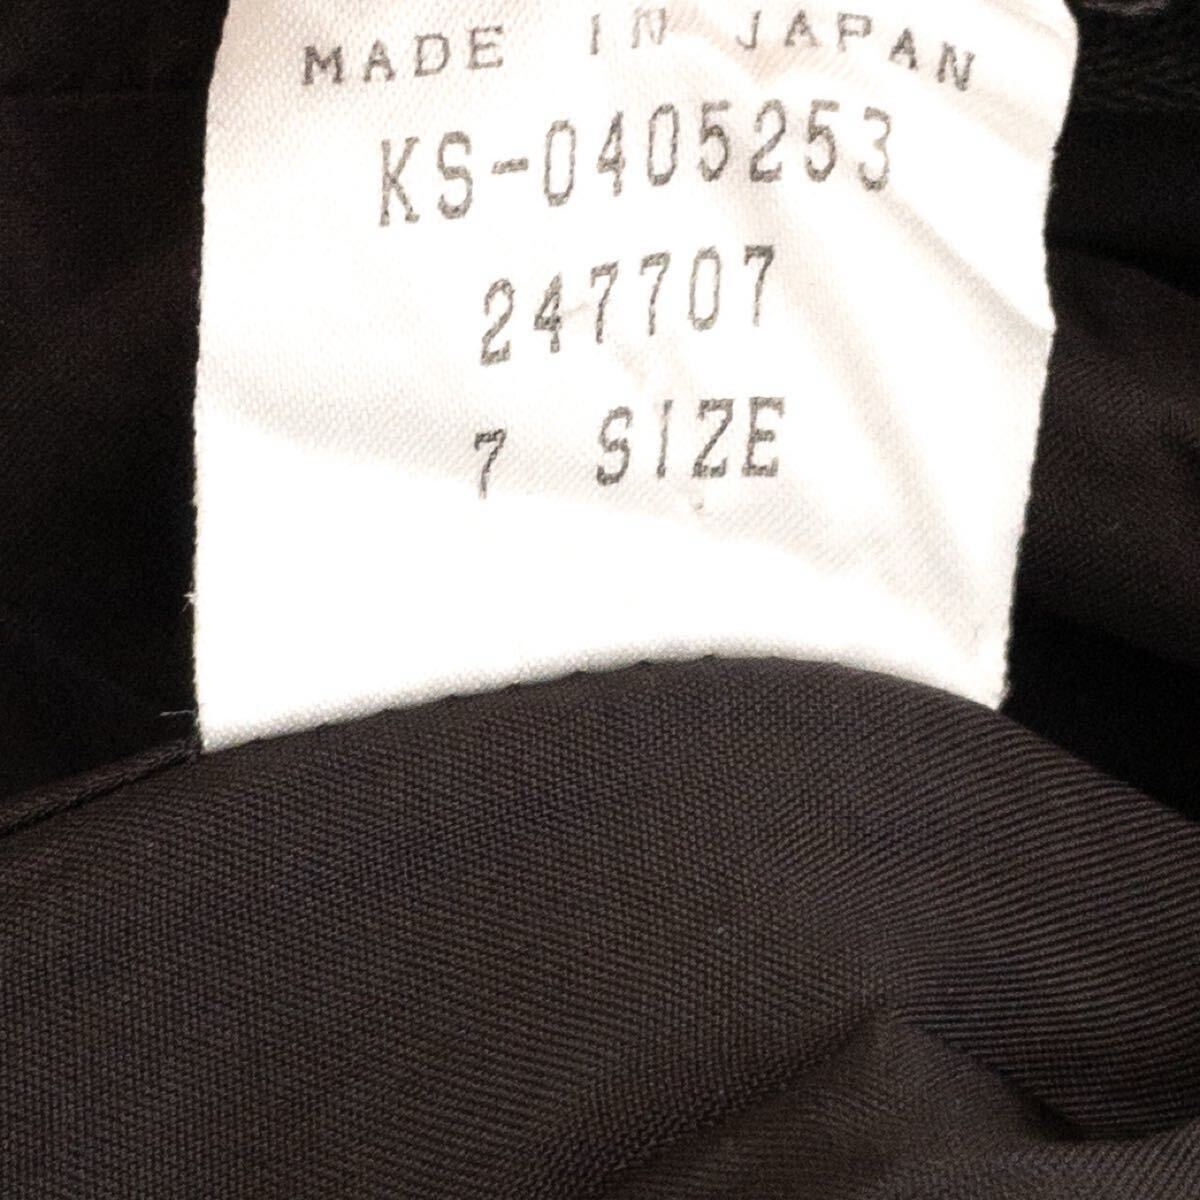 MADE IN JAPAN
KS-0405253
247707
7 SIZE